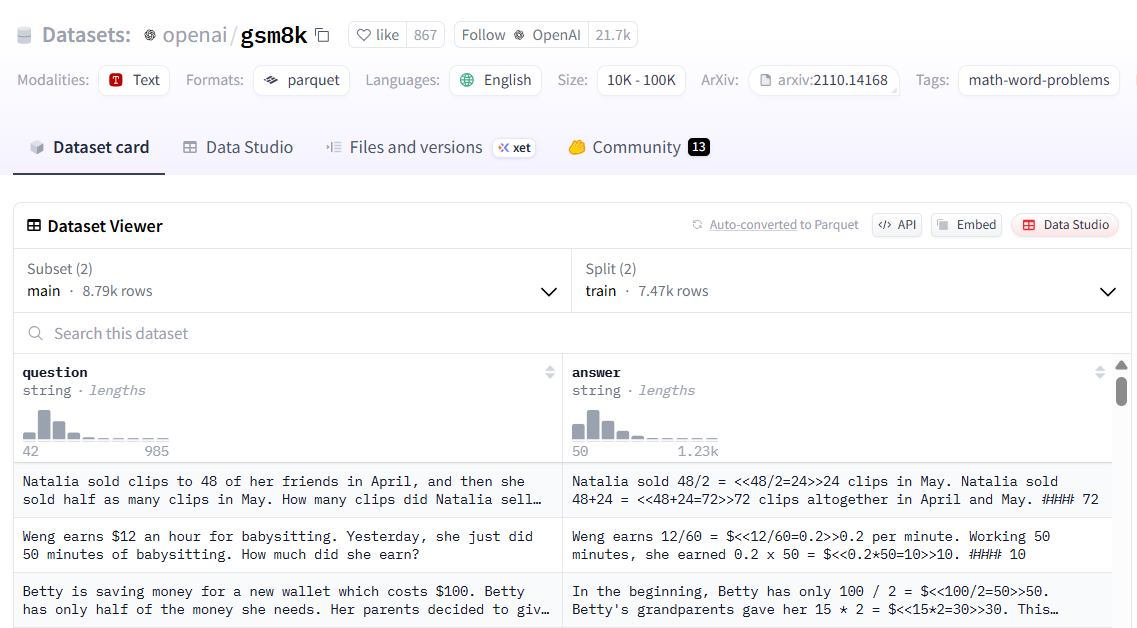 Datasets: openai/gsm8k like 867 Follow OpenAI 21.7k
Modalities: Text Formats: parquet Languages: English Size: 10K - 100K ArXiv: arxiv:2110.14168 Tags: math-word-problems
Dataset card Data Studio Files and versions xet Community 13
Dataset Viewer Auto-converted to Parquet </> API Embed Data Studio
Subset (2)
main · 8.79k rows
Split (2)
train · 7.47k rows
Search this dataset
question
string · lengths
42 985
answer
string · lengths
50 1.23k
Natalia sold clips to 48 of her friends in April, and then she
sold half as many clips in May. How many clips did Natalia sell…
Natalia sold 48/2 = <<48/2=24>>24 clips in May. Natalia sold
48+24 = <<48+24=72>>72 clips altogether in April and May. #### 72
Weng earns $12 an hour for babysitting. Yesterday, she just did
50 minutes of babysitting. How much did she earn?
Weng earns 12/60 = $<<12/60=0.2>>0.2 per minute. Working 50
minutes, she earned 0.2 x 50 = $<<0.2*50=10>>10. #### 10
Betty is saving money for a new wallet which costs $100. Betty
has only half of the money she needs. Her parents decided to giv…
In the beginning, Betty has only 100 / 2 = $<<100/2=50>>50.
Betty's grandparents gave her 15 * 2 = $<<15*2=30>>30. This…